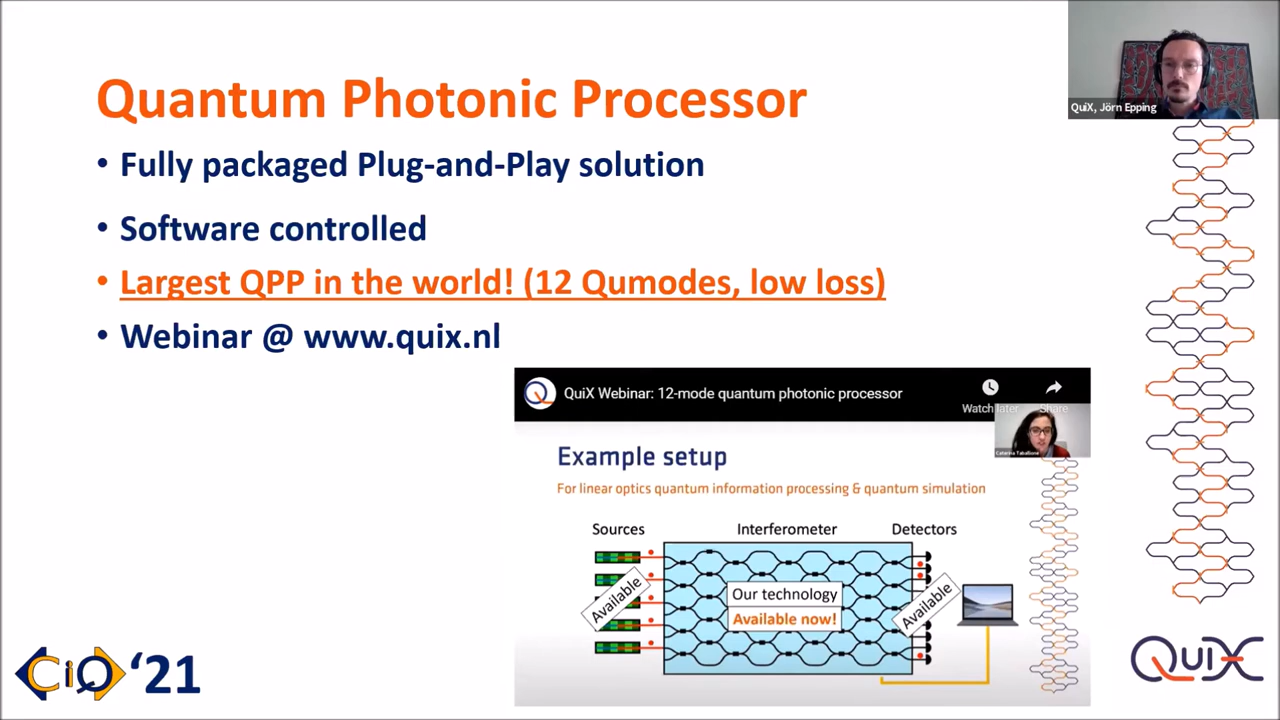 Quantum Photonic Processor
QuiX, Jörn Epping
• Fully packaged Plug-and-Play solution
• Software controlled
• Largest QPP in the world! (12 Qumodes, low loss)
• Webinar @ www.quix.nl
QuiX Webinar: 12-mode quantum photonic processor
Watch later
Share
Example setup
Caterina Taballione
For linear optics quantum information processing & quantum simulation
Sources
Interferometer
Detectors
Available
Our technology
Available now!
Available
CiQ '21
QuiX